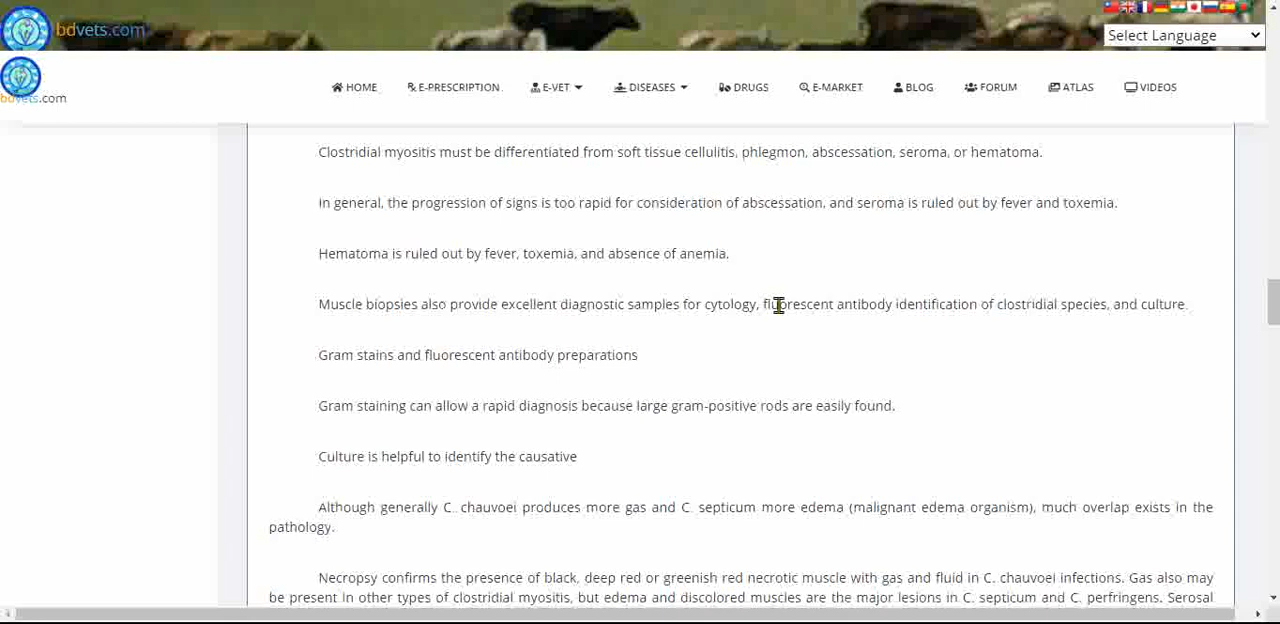 bdvets.com
Select Language
bdvets.com
HOME E-PRESCRIPTION E-VET DISEASES DRUGS E-MARKET BLOG FORUM ATLAS VIDEOS
Clostridial myositis must be differentiated from soft tissue cellulitis, phlegmon, abscessation, seroma, or hematoma.
In general, the progression of signs is too rapid for consideration of abscessation, and seroma is ruled out by fever and toxemia.
Hematoma is ruled out by fever, toxemia, and absence of anemia.
Muscle biopsies also provide excellent diagnostic samples for cytology, fluorescent antibody identification of clostridial species, and culture.
Gram stains and fluorescent antibody preparations
Gram staining can allow a rapid diagnosis because large gram-positive rods are easily found.
Culture is helpful to identify the causative
Although generally C. chauvoei produces more gas and C. septicum more edema (malignant edema organism), much overlap exists in the
pathology.
Necropsy confirms the presence of black, deep red or greenish red necrotic muscle with gas and fluid in C. chauvoei infections. Gas also may
be present in other types of clostridial myositis, but edema and discolored muscles are the major lesions in C. septicum and C. perfringens. Serosal